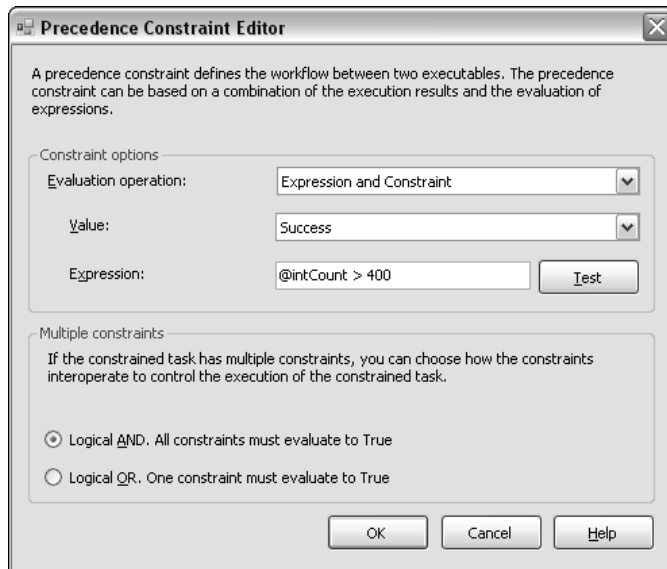 Precedence Constraint Editor
A precedence constraint defines the workflow between two executables. The precedence
constraint can be based on a combination of the execution results and the evaluation of
expressions.
Constraint options
Evaluation operation:
Expression and Constraint
Value:
Success
Expression:
@intCount > 400
Test
Multiple constraints
If the constrained task has multiple constraints, you can choose how the constraints
interoperate to control the execution of the constrained task.
Logical AND. All constraints must evaluate to True
Logical OR. One constraint must evaluate to True
OK
Cancel
Help